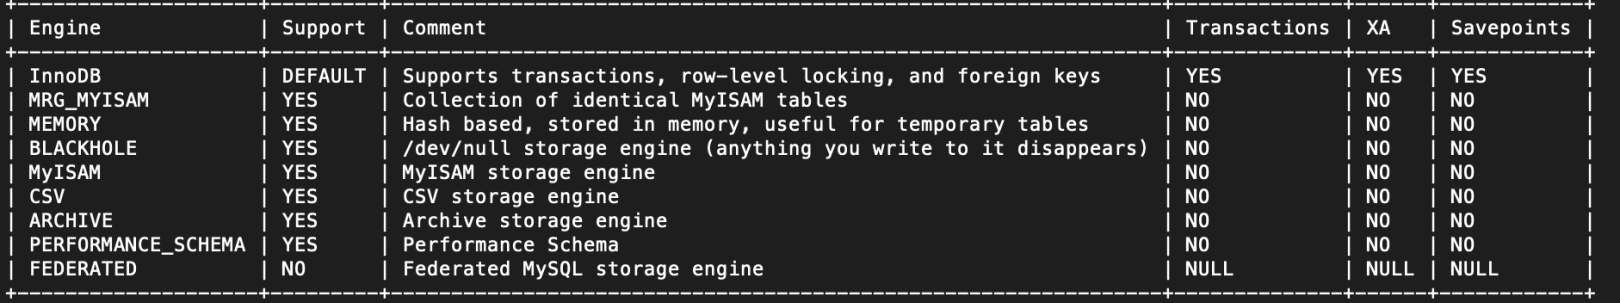 +--------------------+---------+----------------------------------------------------------------+--------------+------+------------+
| Engine             | Support | Comment                                                        | Transactions | XA   | Savepoints |
+--------------------+---------+----------------------------------------------------------------+--------------+------+------------+
| InnoDB             | DEFAULT | Supports transactions, row-level locking, and foreign keys     | YES          | YES  | YES        |
| MRG_MYISAM         | YES     | Collection of identical MyISAM tables                          | NO           | NO   | NO         |
| MEMORY             | YES     | Hash based, stored in memory, useful for temporary tables      | NO           | NO   | NO         |
| BLACKHOLE          | YES     | /dev/null storage engine (anything you write to it disappears) | NO           | NO   | NO         |
| MyISAM             | YES     | MyISAM storage engine                                          | NO           | NO   | NO         |
| CSV                | YES     | CSV storage engine                                             | NO           | NO   | NO         |
| ARCHIVE            | YES     | Archive storage engine                                         | NO           | NO   | NO         |
| PERFORMANCE_SCHEMA | YES     | Performance Schema                                             | NO           | NO   | NO         |
| FEDERATED          | NO      | Federated MySQL storage engine                                 | NULL         | NULL | NULL       |
+--------------------+---------+----------------------------------------------------------------+--------------+------+------------+